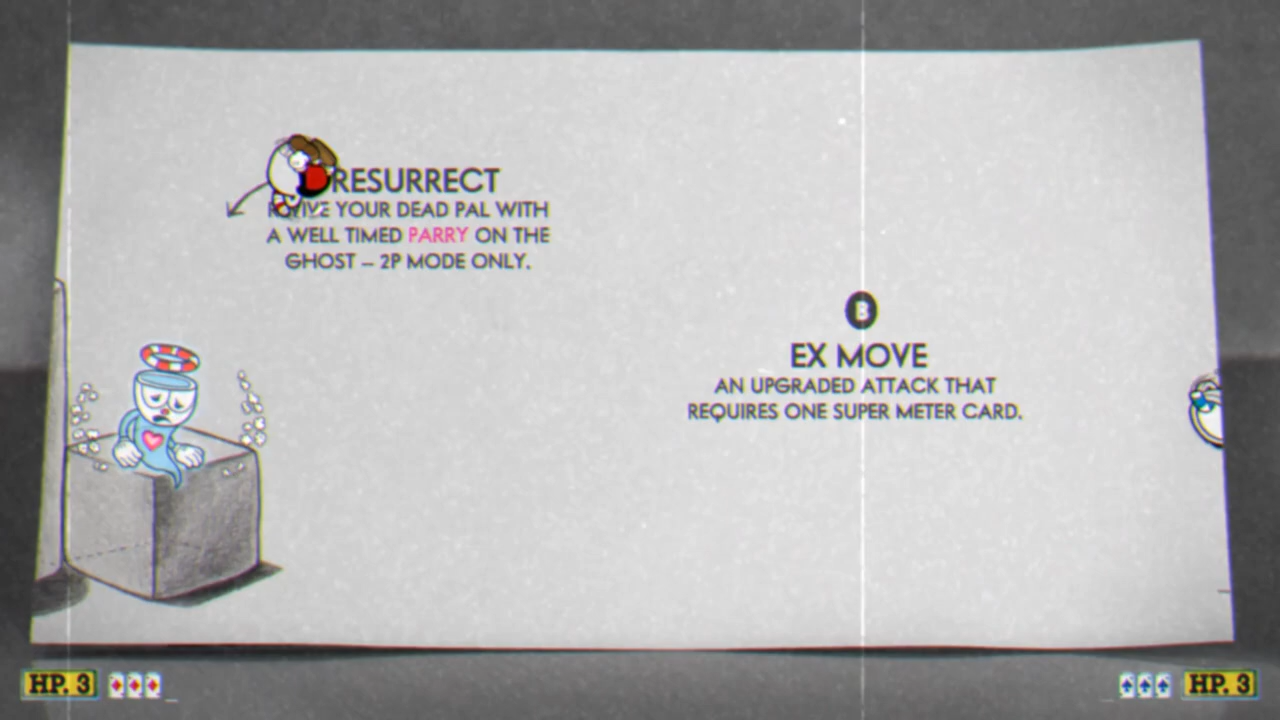 RESURRECT
REVIVE YOUR DEAD PAL WITH
A WELL TIMED PARRY ON THE
GHOST – 2P MODE ONLY.
B
EX MOVE
AN UPGRADED ATTACK THAT
REQUIRES ONE SUPER METER CARD.
HP. 3
HP. 3